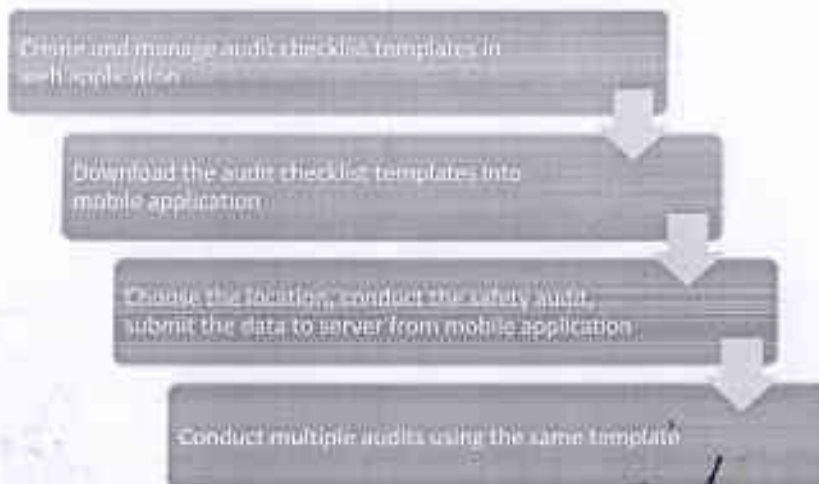 Create and manage audit checklist templates in
web application
Download the audit checklist templates into
mobile application
Choose the location, conduct the safety audit,
submit the data to server from mobile application
Conduct multiple audits using the same template